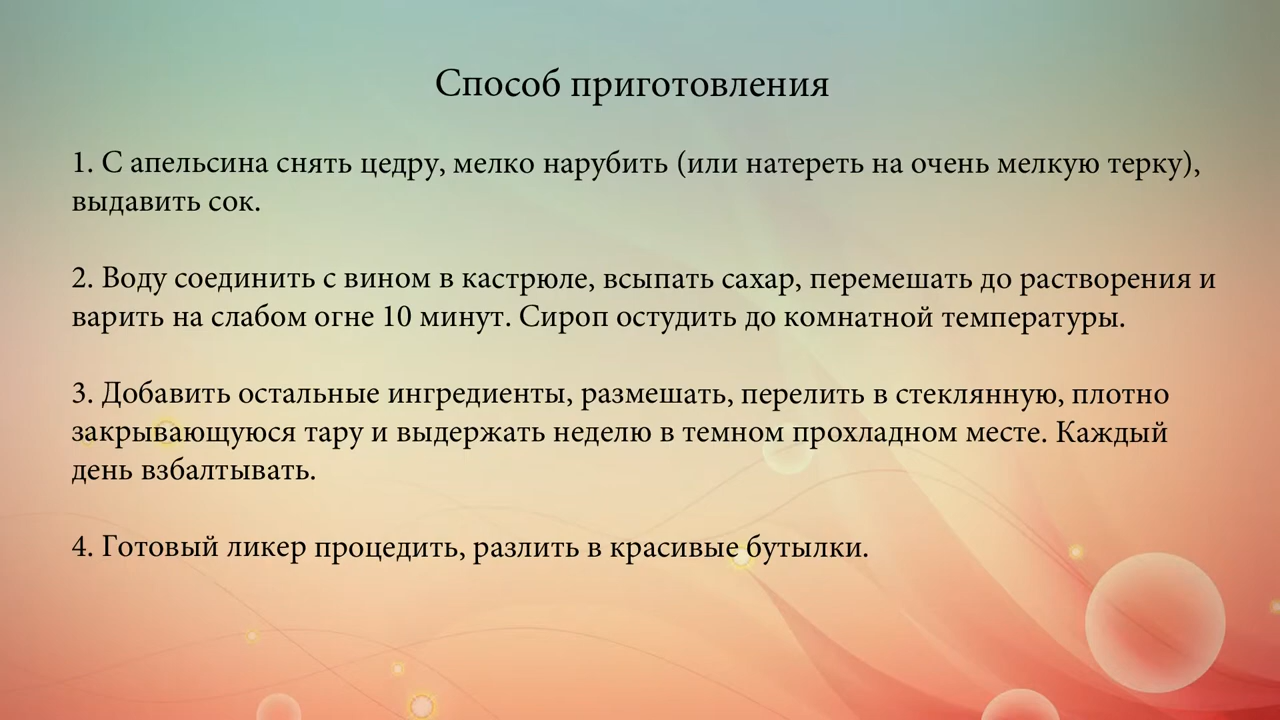 Способ приготовления
1. С апельсина снять цедру, мелко нарубить (или натереть на очень мелкую терку),
выдавить сок.
2. Воду соединить с вином в кастрюле, всыпать сахар, перемешать до растворения и
варить на слабом огне 10 минут. Сироп остудить до комнатной температуры.
3. Добавить остальные ингредиенты, размешать, перелить в стеклянную, плотно
закрывающуюся тару и выдержать неделю в темном прохладном месте. Каждый
день взбалтывать.
4. Готовый ликер процедить, разлить в красивые бутылки.